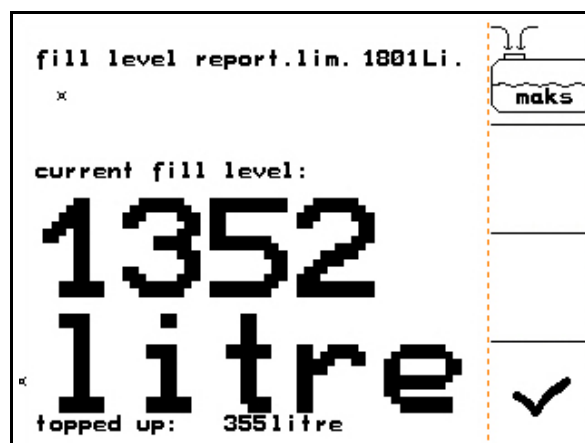 fill level report.lim. 1801Li.
maks
current fill level:
1352
litre
topped up: 355litre